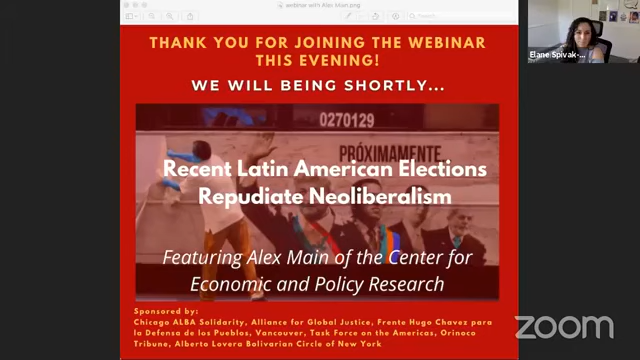 webinar with Alex Main.png
Search
THANK YOU FOR JOINING THE WEBINAR
THIS EVENING!
WE WILL BEING SHORTLY...
0270129
PRÓXIMAMENTE
Recent Latin American Elections
Repudiate Neoliberalism
Featuring Alex Main of the Center for
Economic and Policy Research
Sponsored by:
Chicago ALBA Solidarity, Alliance for Global Justice, Frente Hugo Chavez para
la Defensa de los Pueblos, Vancouver, Task Force on the Americas, Orinoco
Tribune, Alberto Lovera Bolivarian Circle of New York
Elane Spivak-...
zoom